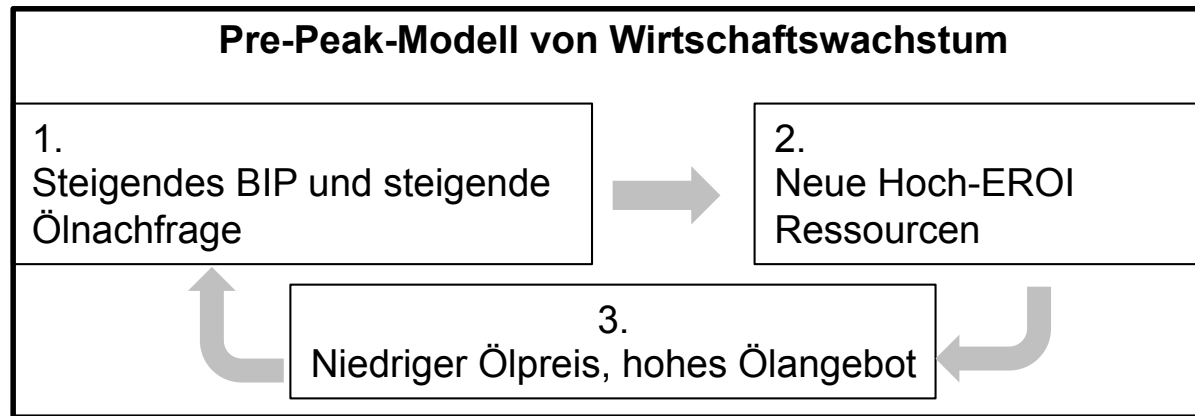 Pre-Peak-Modell von Wirtschaftswachstum
1.
Steigendes BIP und steigende
Ölnachfrage
2.
Neue Hoch-EROI
Ressourcen
3.
Niedriger Ölpreis, hohes Ölangebot